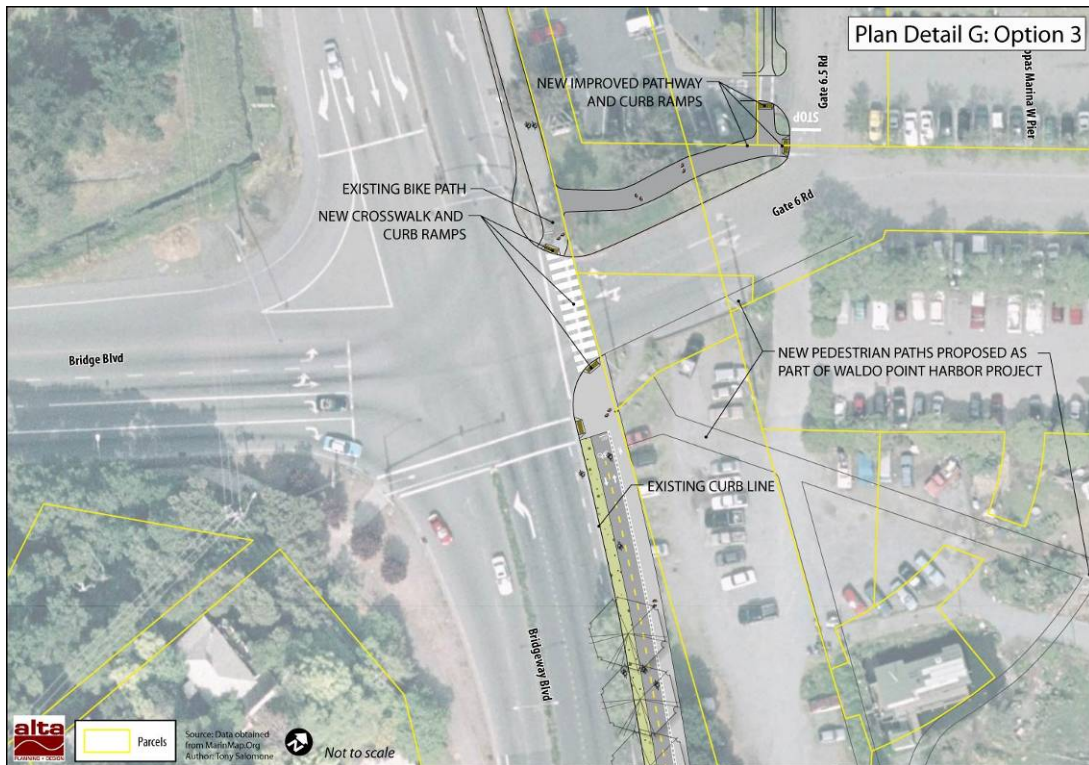 Plan Detail G: Option 3
NEW IMPROVED PATHWAY
AND CURB RAMPS
Gate 6.5 Rd
ppas Marina W Pier
STOP
EXISTING BIKE PATH
NEW CROSSWALK AND
CURB RAMPS
Gate 6 Rd
Bridge Blvd
NEW PEDESTRIAN PATHS PROPOSED AS
PART OF WALDO POINT HARBOR PROJECT
EXISTING CURB LINE
Bridgeway Blvd
alta
PLANNING + DESIGN
Parcels
Source: Data obtained
from MarinMap.Org
Author: Tony Salomone
Not to scale